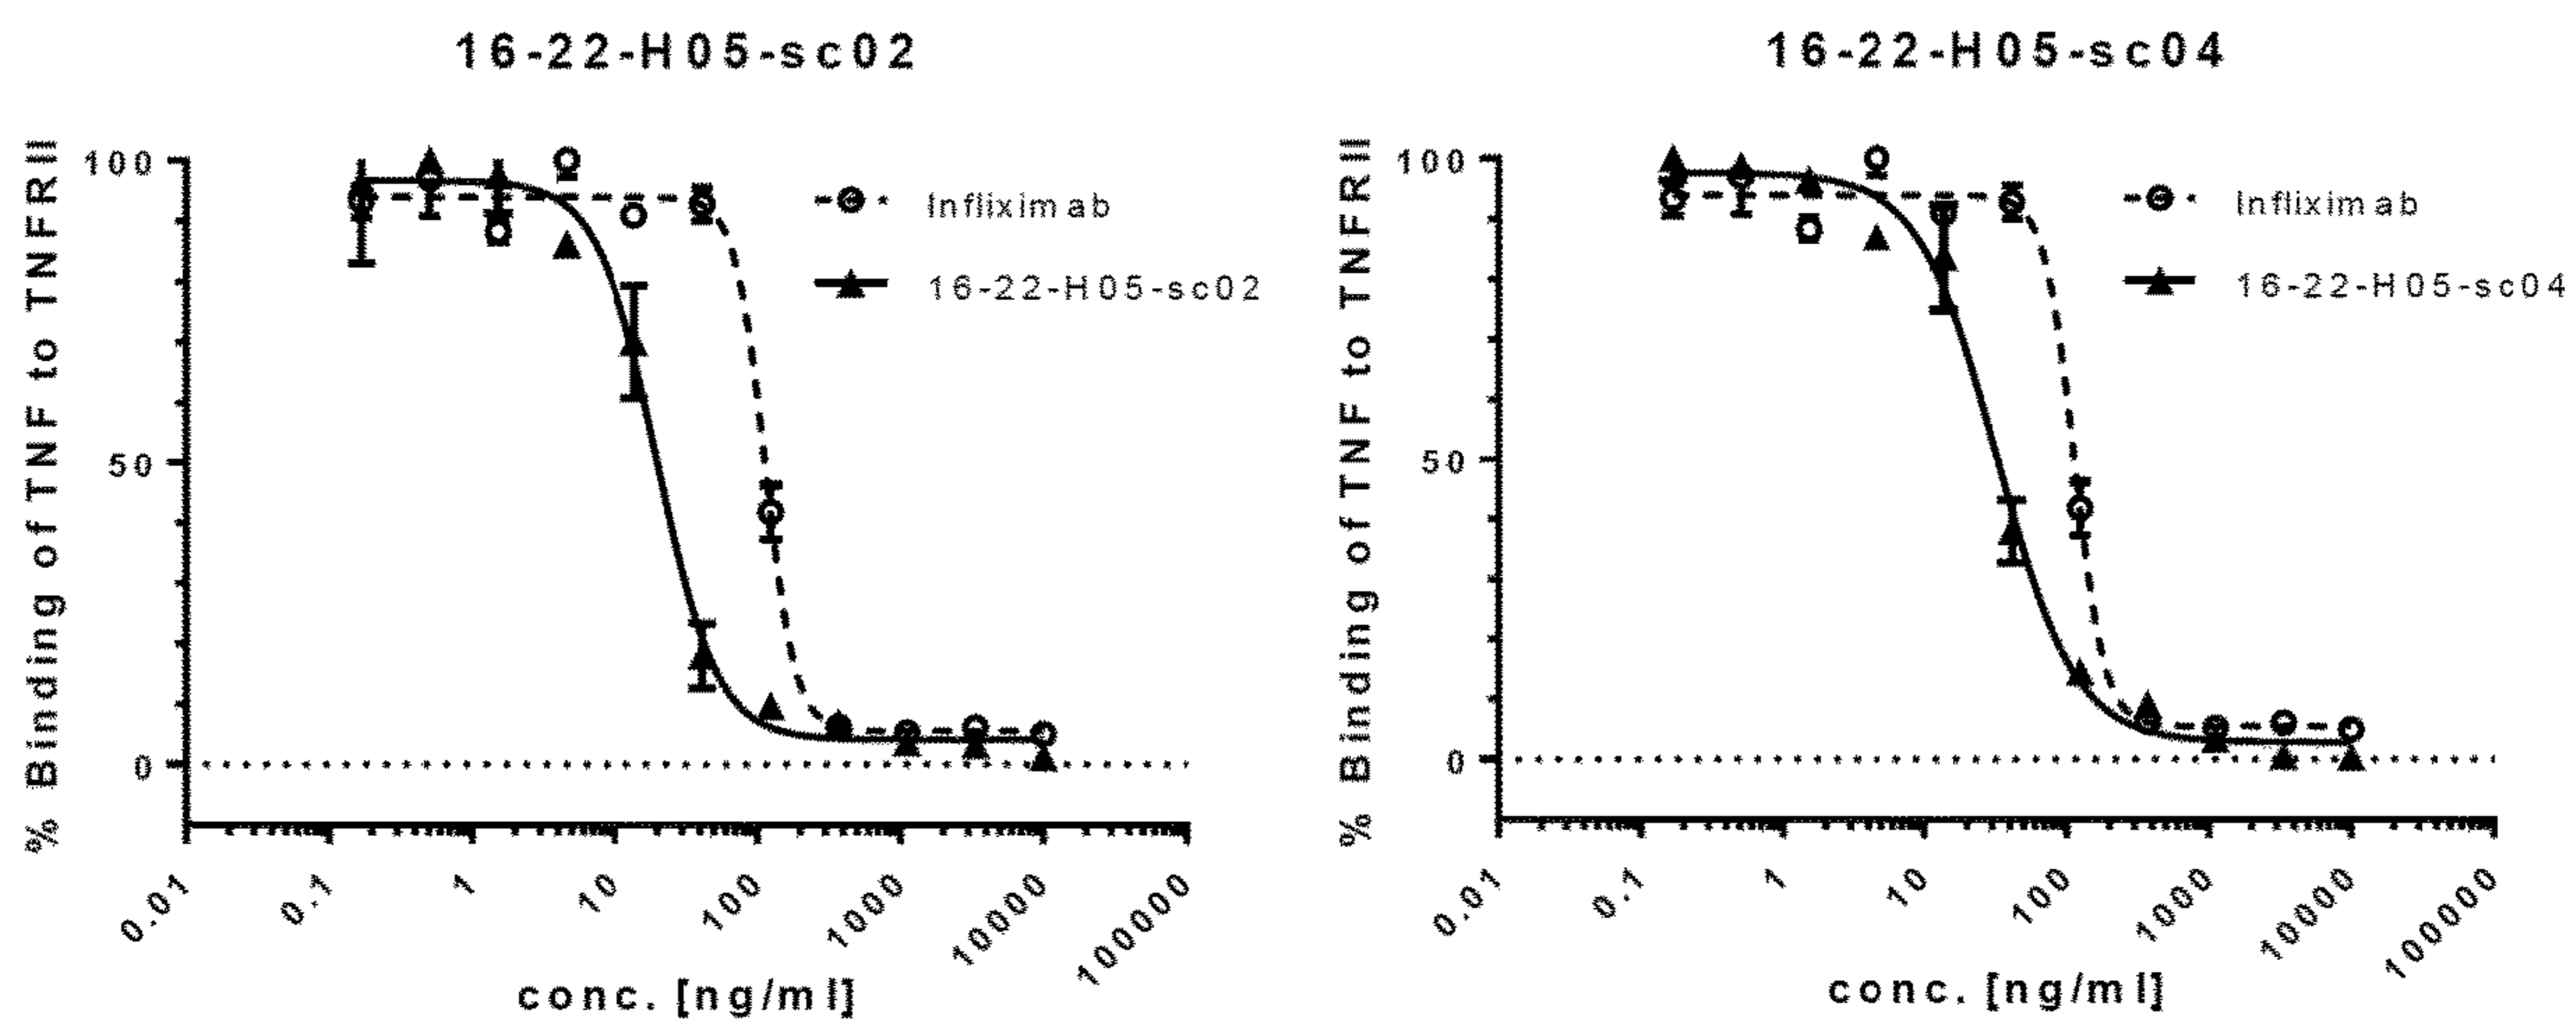 16-22-H05-sc02
% Binding of TNF to TNFRII
100
50
0
Infliximab
16-22-H05-sc02
0.01
0.1
1
10
100
1000
10000
100000
conc. [ng/ml]
16-22-H05-sc04
% Binding of TNF to TNFRII
100
50
0
Infliximab
16-22-H05-sc04
0.01
0.1
1
10
100
1000
10000
100000
conc. [ng/ml]